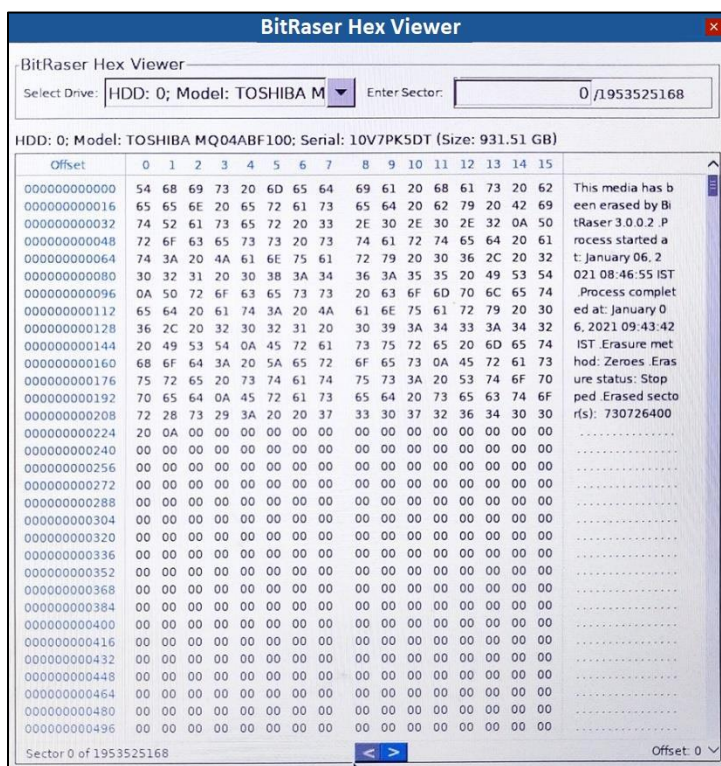 BitRaser Hex Viewer
BitRaser Hex Viewer
Select Drive: HDD: 0; Model: TOSHIBA M Enter Sector: 0 /1953525168
HDD: 0; Model: TOSHIBA MQ04ABF100; Serial: 10V7PK5DT (Size: 931.51 GB)
Offset 0 1 2 3 4 5 6 7 8 9 10 11 12 13 14 15
000000000000 54 68 69 73 20 6D 65 64 69 61 20 68 61 73 20 62 This media has b
000000000016 65 65 6E 20 65 72 61 73 65 64 20 62 79 20 42 69 een erased by Bi
000000000032 74 52 61 73 65 72 20 33 2E 30 2E 30 2E 32 0A 50 tRaser 3.0.0.2 .P
000000000048 72 6F 63 65 73 73 20 73 74 61 72 74 65 64 20 61 rocess started a
000000000064 74 3A 20 4A 61 6E 75 61 72 79 20 30 36 2C 20 32 t: January 06, 2
000000000080 30 32 31 20 30 38 3A 34 36 3A 35 35 20 49 53 54 021 08:46:55 IST
000000000096 0A 50 72 6F 63 65 73 73 20 63 6F 6D 70 6C 65 74 .Process complet
000000000112 65 64 20 61 74 3A 20 4A 61 6E 75 61 72 79 20 30 ed at: January 0
000000000128 36 2C 20 32 30 32 31 20 30 39 3A 34 33 3A 34 32 6, 2021 09:43:42
000000000144 20 49 53 54 0A 45 72 61 73 75 72 65 20 6D 65 74 IST .Erasure met
000000000160 68 6F 64 3A 20 5A 65 72 6F 65 73 0A 45 72 61 73 hod: Zeroes .Eras
000000000176 75 72 65 20 73 74 61 74 75 73 3A 20 53 74 6F 70 ure status: Stop
000000000192 70 65 64 0A 45 72 61 73 65 64 20 73 65 63 74 6F ped .Erased secto
000000000208 72 28 73 29 3A 20 20 37 33 30 37 32 36 34 30 30 r(s): 730726400
000000000224 20 0A 00 00 00 00 00 00 00 00 00 00 00 00 00 00 ................
000000000240 00 00 00 00 00 00 00 00 00 00 00 00 00 00 00 00 ................
000000000256 00 00 00 00 00 00 00 00 00 00 00 00 00 00 00 00 ................
000000000272 00 00 00 00 00 00 00 00 00 00 00 00 00 00 00 00 ................
000000000288 00 00 00 00 00 00 00 00 00 00 00 00 00 00 00 00 ................
000000000304 00 00 00 00 00 00 00 00 00 00 00 00 00 00 00 00 ................
000000000320 00 00 00 00 00 00 00 00 00 00 00 00 00 00 00 00 ................
000000000336 00 00 00 00 00 00 00 00 00 00 00 00 00 00 00 00 ................
000000000352 00 00 00 00 00 00 00 00 00 00 00 00 00 00 00 00 ................
000000000368 00 00 00 00 00 00 00 00 00 00 00 00 00 00 00 00 ................
000000000384 00 00 00 00 00 00 00 00 00 00 00 00 00 00 00 00 ................
000000000400 00 00 00 00 00 00 00 00 00 00 00 00 00 00 00 00 ................
000000000416 00 00 00 00 00 00 00 00 00 00 00 00 00 00 00 00 ................
000000000432 00 00 00 00 00 00 00 00 00 00 00 00 00 00 00 00 ................
000000000448 00 00 00 00 00 00 00 00 00 00 00 00 00 00 00 00 ................
000000000464 00 00 00 00 00 00 00 00 00 00 00 00 00 00 00 00 ................
000000000480 00 00 00 00 00 00 00 00 00 00 00 00 00 00 00 00 ................
000000000496 00 00 00 00 00 00 00 00 00 00 00 00 00 00 00 00 ................
Sector 0 of 1953525168 < > Offset: 0